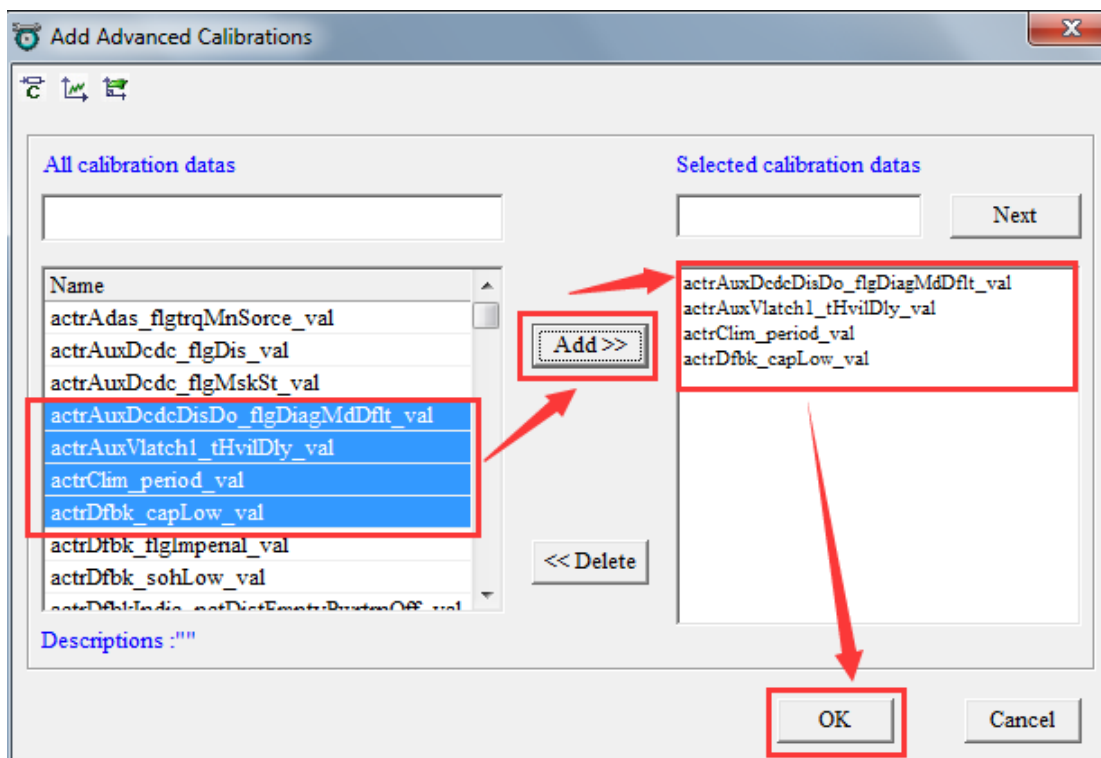 Add Advanced Calibrations
All calibration datas
Selected calibration datas
Next
Name
actrAdas_flgtrqMnSorce_val
actrAuxDcdc_flgDis_val
actrAuxDcdc_flgMskSt_val
actrAuxDcdcDisDo_flgDiagMdDflt_val
actrAuxVlatch1_tHvilDly_val
actrClim_period_val
actrDfbk_capLow_val
actrDfbk_flgImperial_val
actrDfbk_sohLow_val
Add >>
<< Delete
actrAuxDcdcDisDo_flgDiagMdDflt_val
actrAuxVlatch1_tHvilDly_val
actrClim_period_val
actrDfbk_capLow_val
Descriptions :""
OK
Cancel